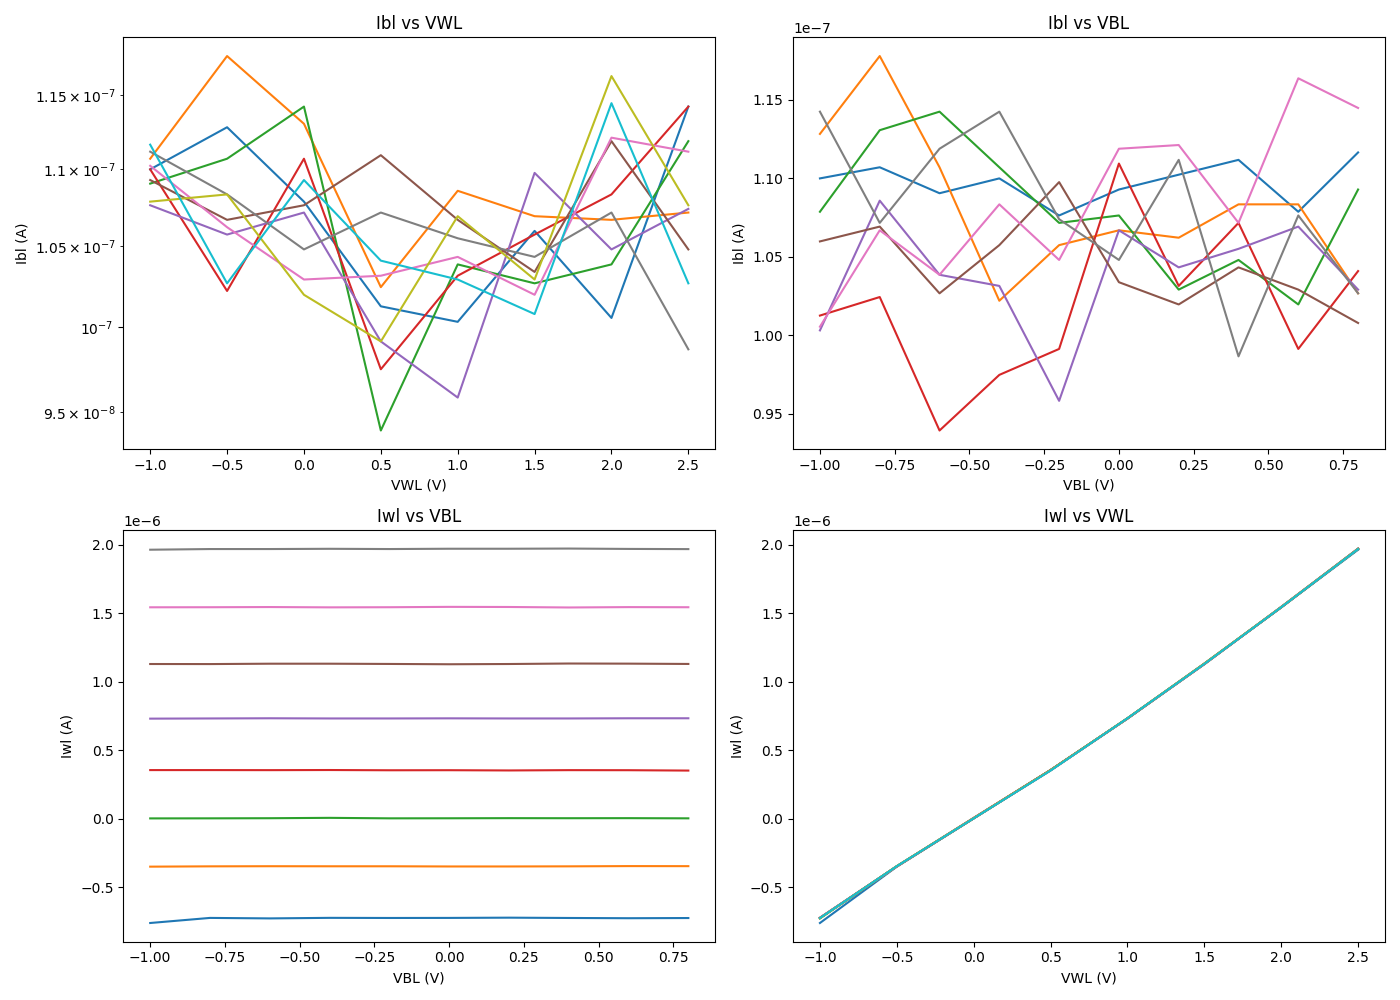 Ibl vs VWL
Ibl (A)
1.15 × 10⁻⁷
1.1 × 10⁻⁷
1.05 × 10⁻⁷
10⁻⁷
9.5 × 10⁻⁸
−1.0 −0.5 0.0 0.5 1.0 1.5 2.0 2.5
VWL (V)
Ibl vs VBL
1e−7
Ibl (A)
1.15
1.10
1.05
1.00
0.95
−1.00 −0.75 −0.50 −0.25 0.00 0.25 0.50 0.75
VBL (V)
Iwl vs VBL
1e−6
Iwl (A)
2.0
1.5
1.0
0.5
0.0
−0.5
−1.00 −0.75 −0.50 −0.25 0.00 0.25 0.50 0.75
VBL (V)
Iwl vs VWL
1e−6
Iwl (A)
2.0
1.5
1.0
0.5
0.0
−0.5
−1.0 −0.5 0.0 0.5 1.0 1.5 2.0 2.5
VWL (V)